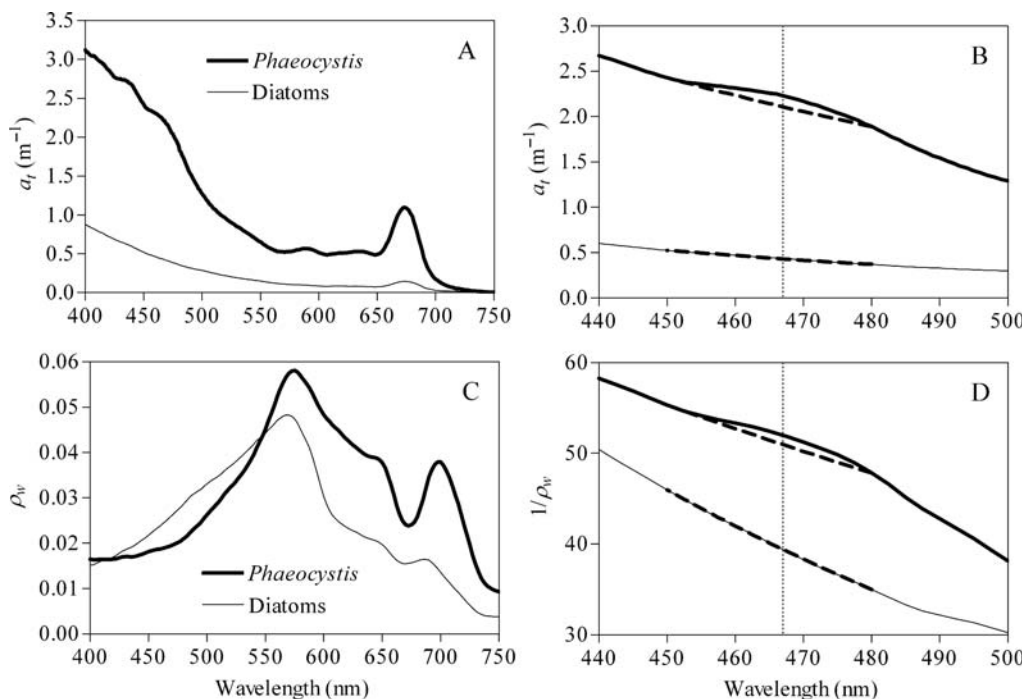 A
3.5
3.0
2.5
2.0
1.5
1.0
0.5
0.0
a_t (m⁻¹)
Phaeocystis
Diatoms
400 450 500 550 600 650 700 750
B
3.0
2.5
2.0
1.5
1.0
0.5
0.0
a_t (m⁻¹)
440 450 460 470 480 490 500
C
0.06
0.05
0.04
0.03
0.02
0.01
0.00
ρ_w
Phaeocystis
Diatoms
400 450 500 550 600 650 700 750
Wavelength (nm)
D
60
50
40
30
1/ρ_w
440 450 460 470 480 490 500
Wavelength (nm)